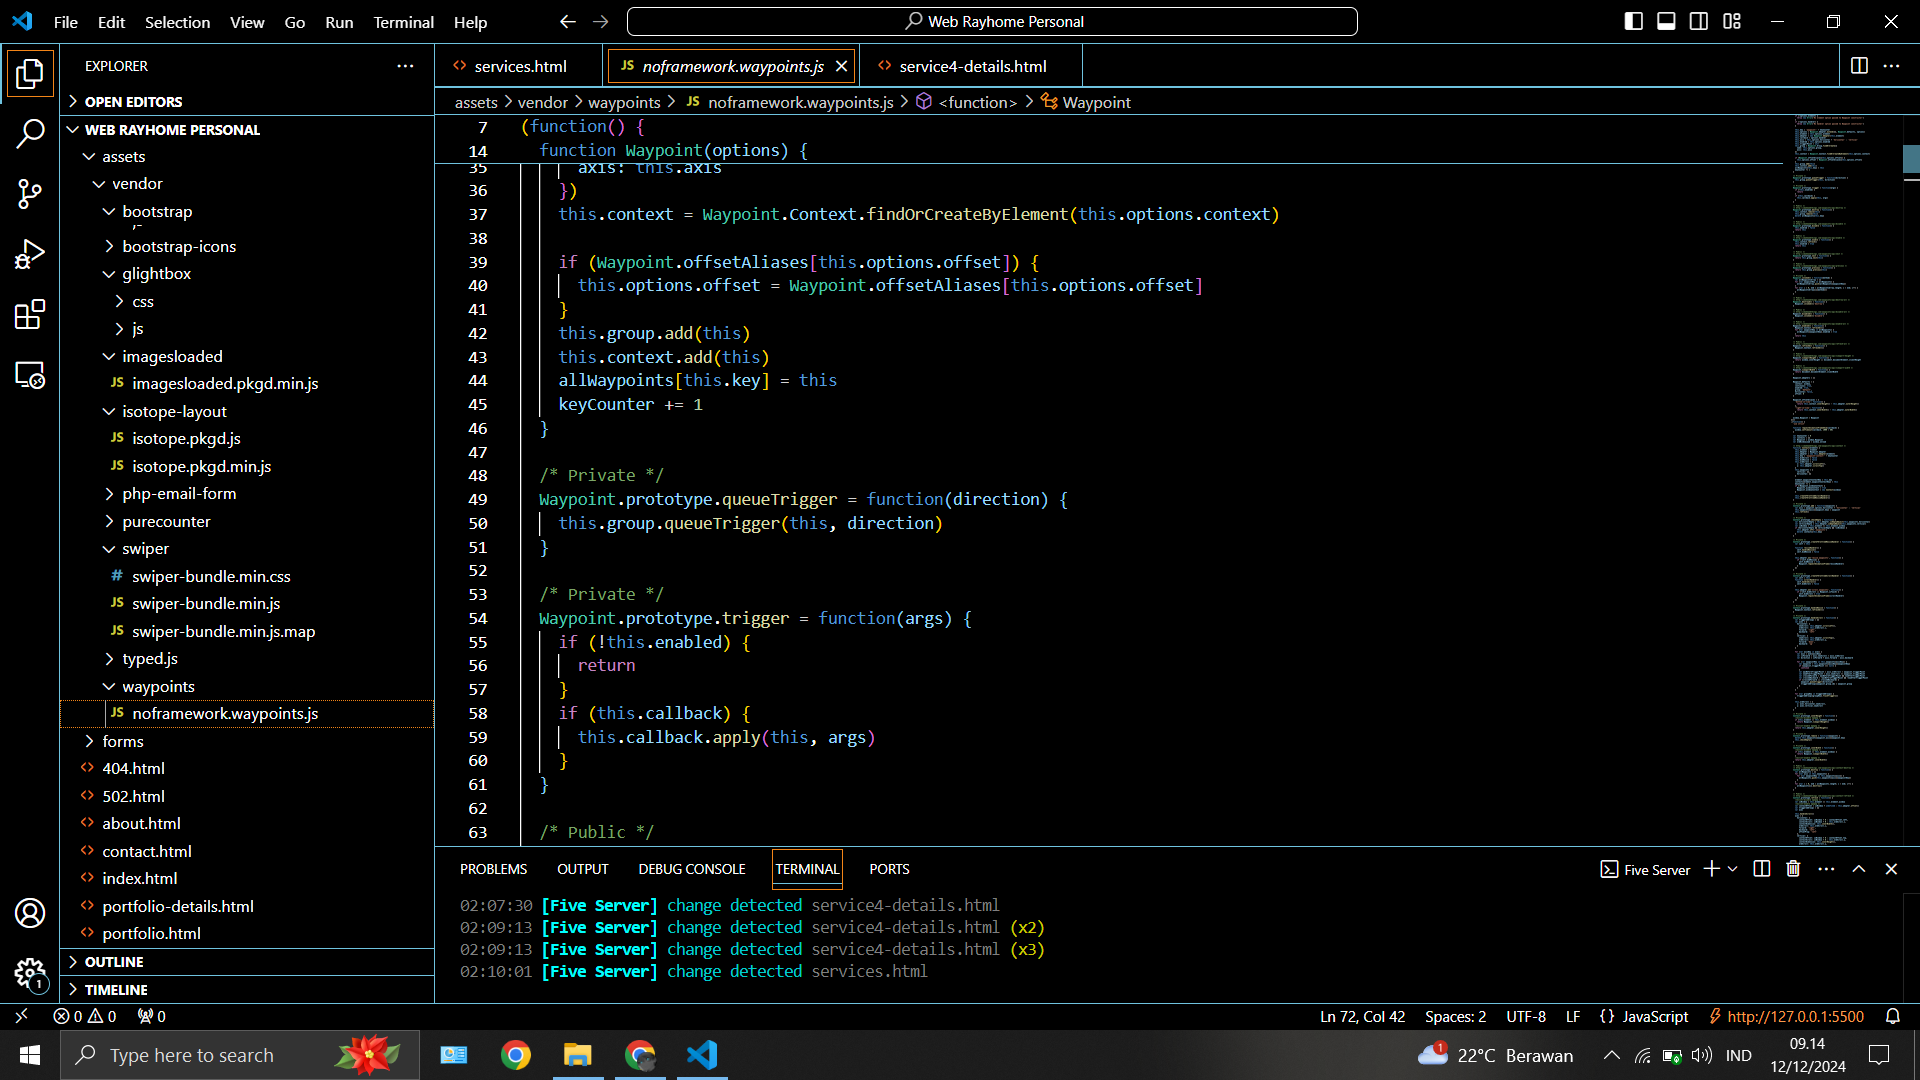 File Edit Selection View Go Run Terminal Help
Web Rayhome Personal
EXPLORER
OPEN EDITORS
WEB RAYHOME PERSONAL
assets
vendor
bootstrap
bootstrap-icons
glightbox
css
js
imagesloaded
JS imagesloaded.pkgd.min.js
isotope-layout
JS isotope.pkgd.js
JS isotope.pkgd.min.js
php-email-form
purecounter
swiper
# swiper-bundle.min.css
JS swiper-bundle.min.js
JS swiper-bundle.min.js.map
typed.js
waypoints
JS noframework.waypoints.js
forms
404.html
502.html
about.html
contact.html
index.html
portfolio-details.html
portfolio.html
OUTLINE
TIMELINE
services.html JS noframework.waypoints.js service4-details.html
assets > vendor > waypoints > JS noframework.waypoints.js > <function> > Waypoint
7 (function() {
14 function Waypoint(options) {
35 axis: this.axis
36 })
37 this.context = Waypoint.Context.findOrCreateByElement(this.options.context)
38
39 if (Waypoint.offsetAliases[this.options.offset]) {
40 this.options.offset = Waypoint.offsetAliases[this.options.offset]
41 }
42 this.group.add(this)
43 this.context.add(this)
44 allWaypoints[this.key] = this
45 keyCounter += 1
46 }
47
48 /* Private */
49 Waypoint.prototype.queueTrigger = function(direction) {
50 this.group.queueTrigger(this, direction)
51 }
52
53 /* Private */
54 Waypoint.prototype.trigger = function(args) {
55 if (!this.enabled) {
56 return
57 }
58 if (this.callback) {
59 this.callback.apply(this, args)
60 }
61 }
62
63 /* Public */
PROBLEMS OUTPUT DEBUG CONSOLE TERMINAL PORTS
Five Server
02:07:30 [Five Server] change detected service4-details.html
02:09:13 [Five Server] change detected service4-details.html (x2)
02:09:13 [Five Server] change detected service4-details.html (x3)
02:10:01 [Five Server] change detected services.html
1
0 0 0
Ln 72, Col 42 Spaces: 2 UTF-8 LF {} JavaScript http://127.0.0.1:5500
Type here to search
1
22°C Berawan
IND
09.14
12/12/2024